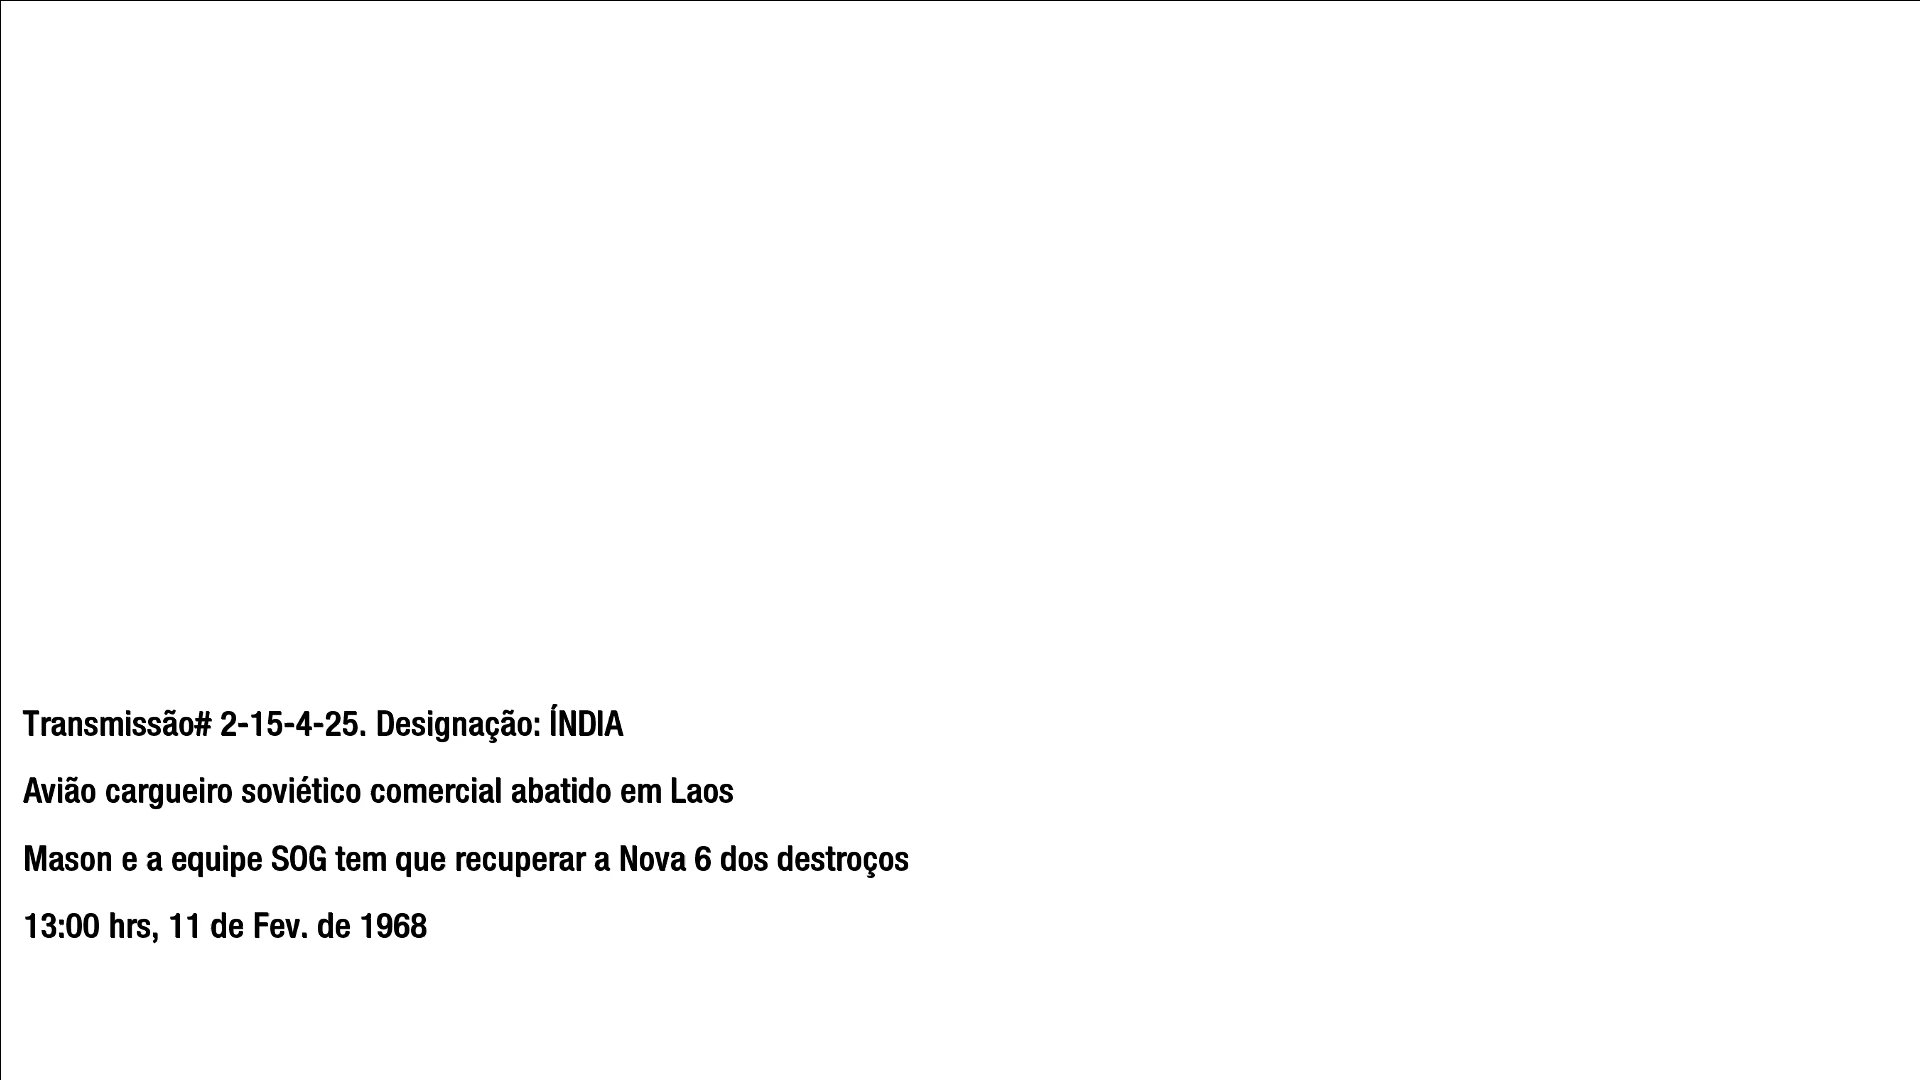 Transmissão# 2-15-4-25. Designação: ÍNDIA
Avião cargueiro soviético comercial abatido em Laos
Mason e a equipe SOG tem que recuperar a Nova 6 dos destroços
13:00 hrs, 11 de Fev. de 1968